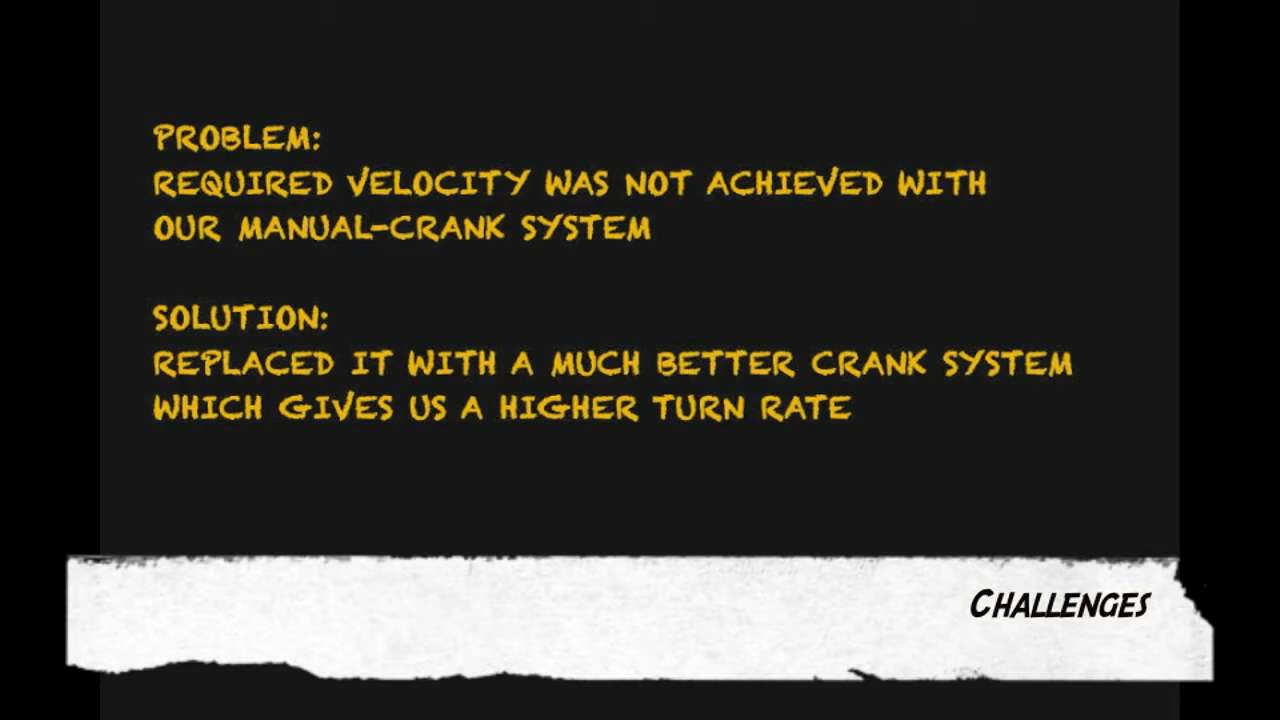 PROBLEM:
REQUIRED VELOCITY WAS NOT ACHIEVED WITH
OUR MANUAL-CRANK SYSTEM
SOLUTION:
REPLACED IT WITH A MUCH BETTER CRANK SYSTEM
WHICH GIVES US A HIGHER TURN RATE
CHALLENGES